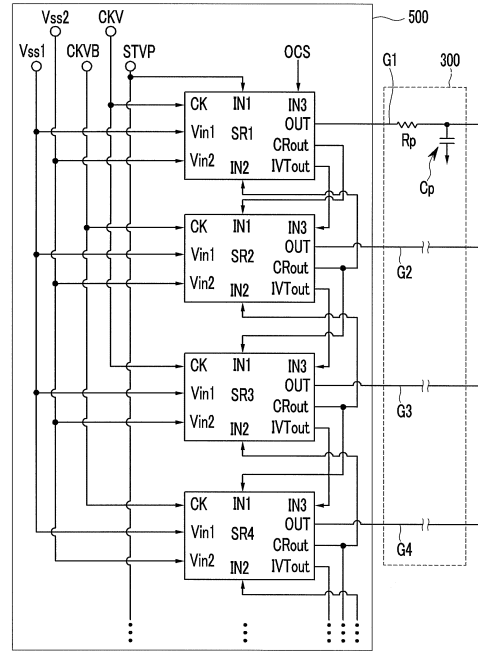 Vss2 CKV 500
Vss1 CKVB STVP OCS G1 300
CK IN1 IN3
OUT
Vin1 SR1 CRout
Vin2 IN2 IVTout
Rp
Cp
CK IN1 IN3
OUT
Vin1 SR2 CRout
Vin2 IN2 IVTout
G2
CK IN1 IN3
OUT
Vin1 SR3 CRout
Vin2 IN2 IVTout
G3
CK IN1 IN3
OUT
Vin1 SR4 CRout
Vin2 IN2 IVTout
G4